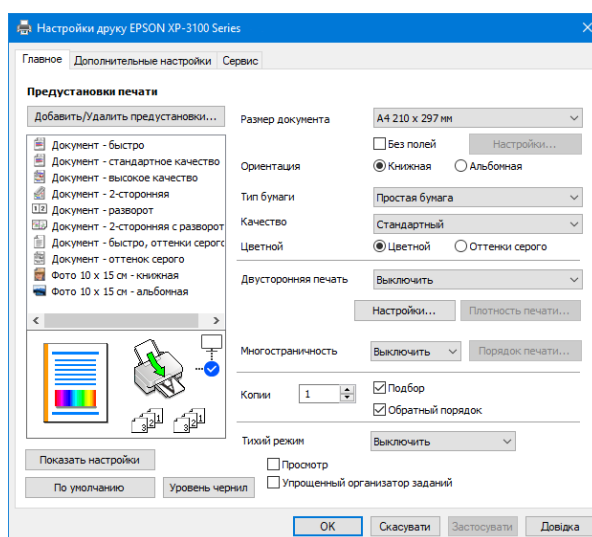 Настройки друку EPSON XP-3100 Series
Главное Дополнительные настройки Сервис
Предустановки печати
Добавить/Удалить предустановки...
Документ - быстро
Документ - стандартное качество
Документ - высокое качество
Документ - 2-сторонняя
Документ - разворот
Документ - 2-сторонняя с разворот
Документ - быстро, оттенки серого
Документ - оттенок серого
Фото 10 x 15 см - книжная
Фото 10 x 15 см - альбомная
Показать настройки
По умолчанию Уровень чернил
Размер документа A4 210 x 297 мм
Без полей Настройки...
Ориентация Книжная Альбомная
Тип бумаги Простая бумага
Качество Стандартный
Цветной Цветной Оттенки серого
Двусторонняя печать Выключить
Настройки... Плотность печати...
Многостраничность Выключить Порядок печати...
Копии 1 Подбор
Обратный порядок
Тихий режим Выключить
Просмотр
Упрощенный организатор заданий
OK Скасувати Застосувати Довідка